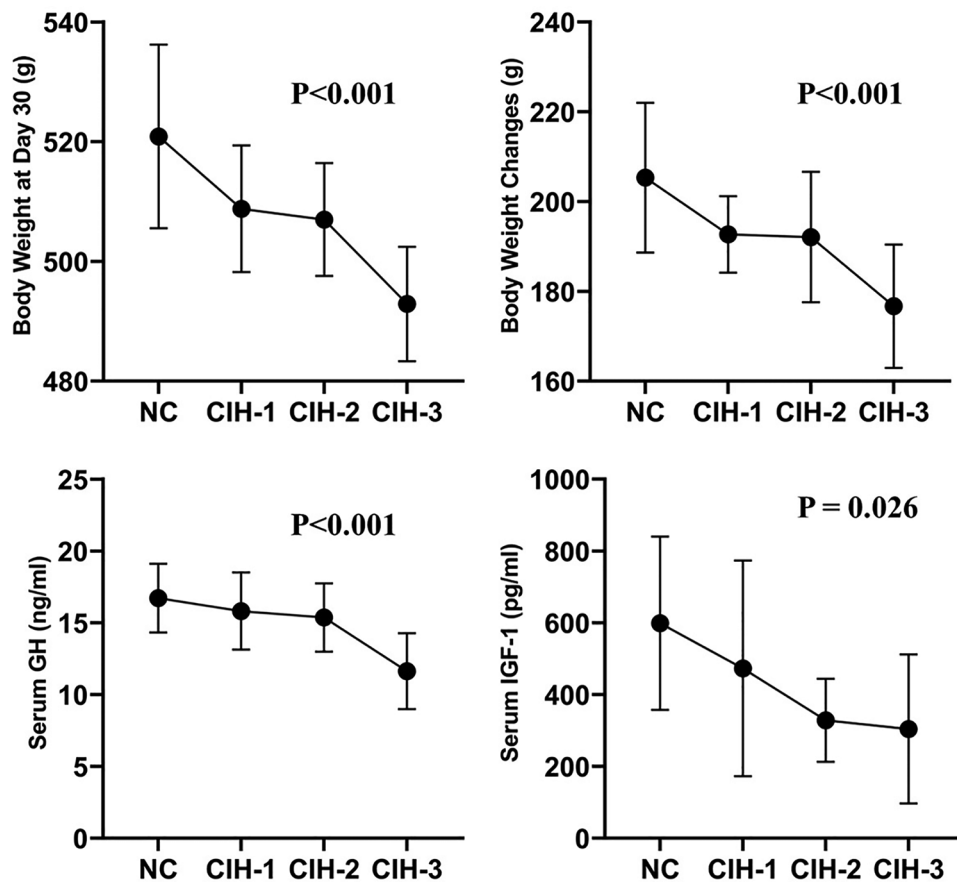 Body Weight at Day 30 (g)
540
520
500
480
P<0.001
NC CIH-1 CIH-2 CIH-3
Body Weight Changes (g)
240
220
200
180
160
P<0.001
NC CIH-1 CIH-2 CIH-3
Serum GH (ng/ml)
25
20
15
10
5
0
P<0.001
NC CIH-1 CIH-2 CIH-3
Serum IGF-1 (pg/ml)
1000
800
600
400
200
0
P = 0.026
NC CIH-1 CIH-2 CIH-3